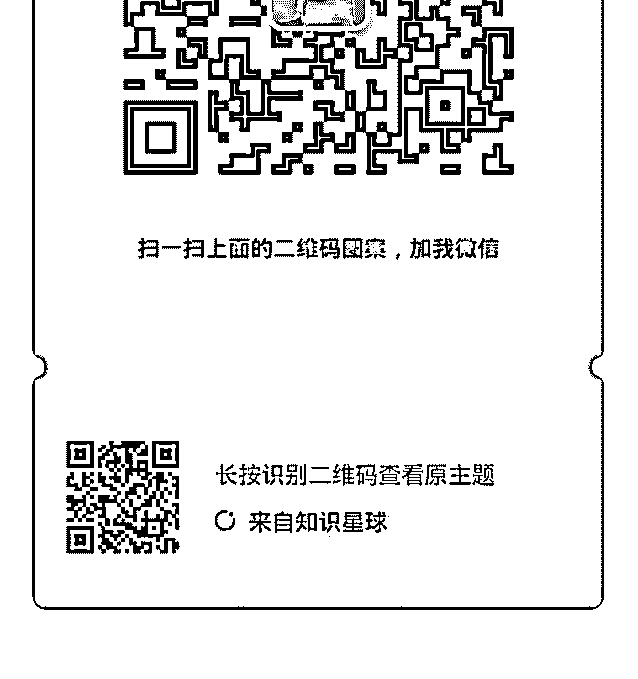 扫一扫上面的二维码图案，加我微信
长按识别二维码查看原主题
来自知识星球